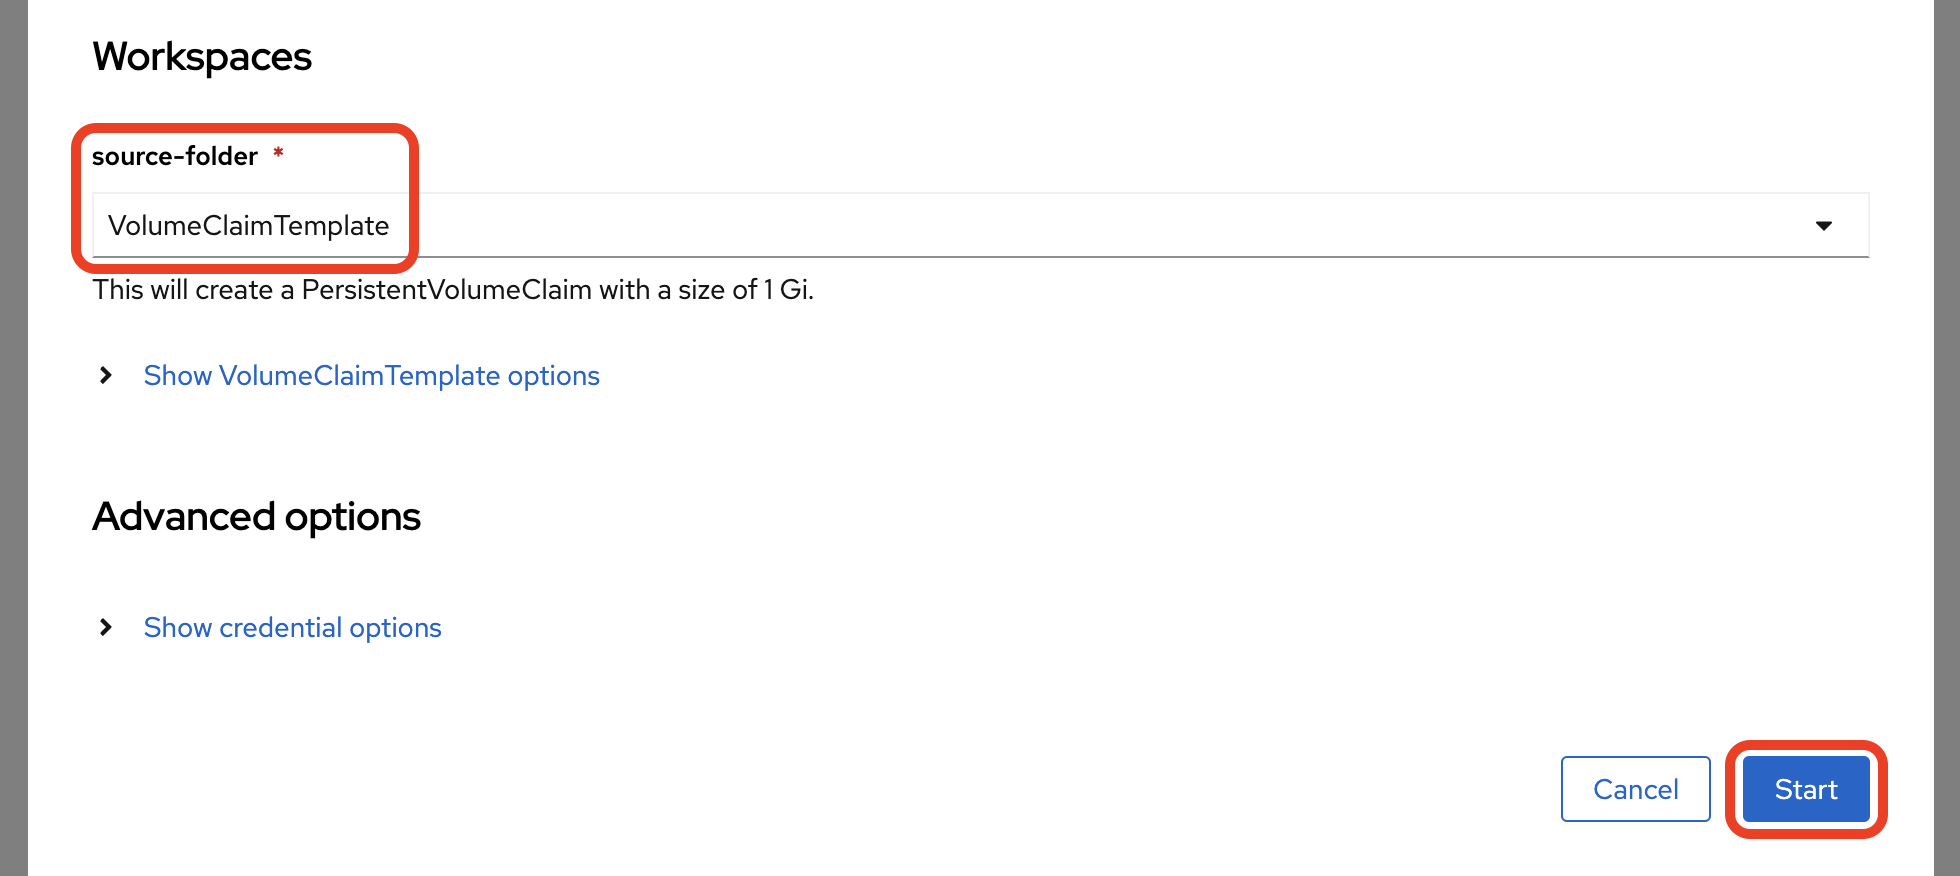 Workspaces
source-folder *
VolumeClaimTemplate
This will create a PersistentVolumeClaim with a size of 1 Gi.
Show VolumeClaimTemplate options
Advanced options
Show credential options
Cancel
Start